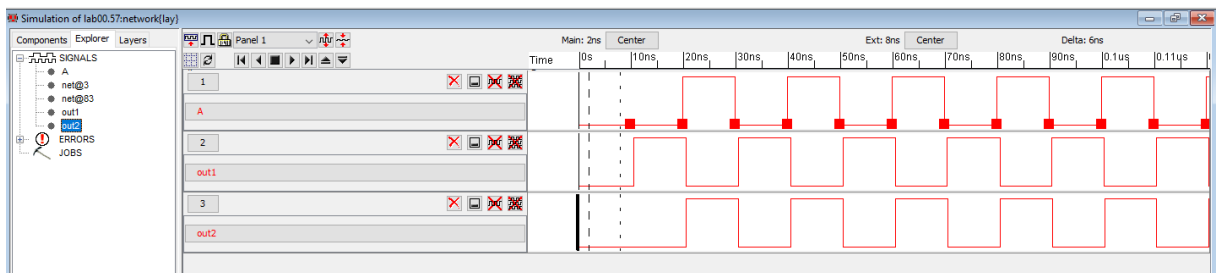 Simulation of lab00.57:network{lay}
Components Explorer Layers
SIGNALS
A
net@3
net@83
out1
out2
ERRORS
JOBS
Panel 1
Main: 2ns Center Ext: 8ns Center Delta: 6ns
Time 0s 10ns 20ns 30ns 40ns 50ns 60ns 70ns 80ns 90ns 0.1us 0.11us
1
A
2
out1
3
out2